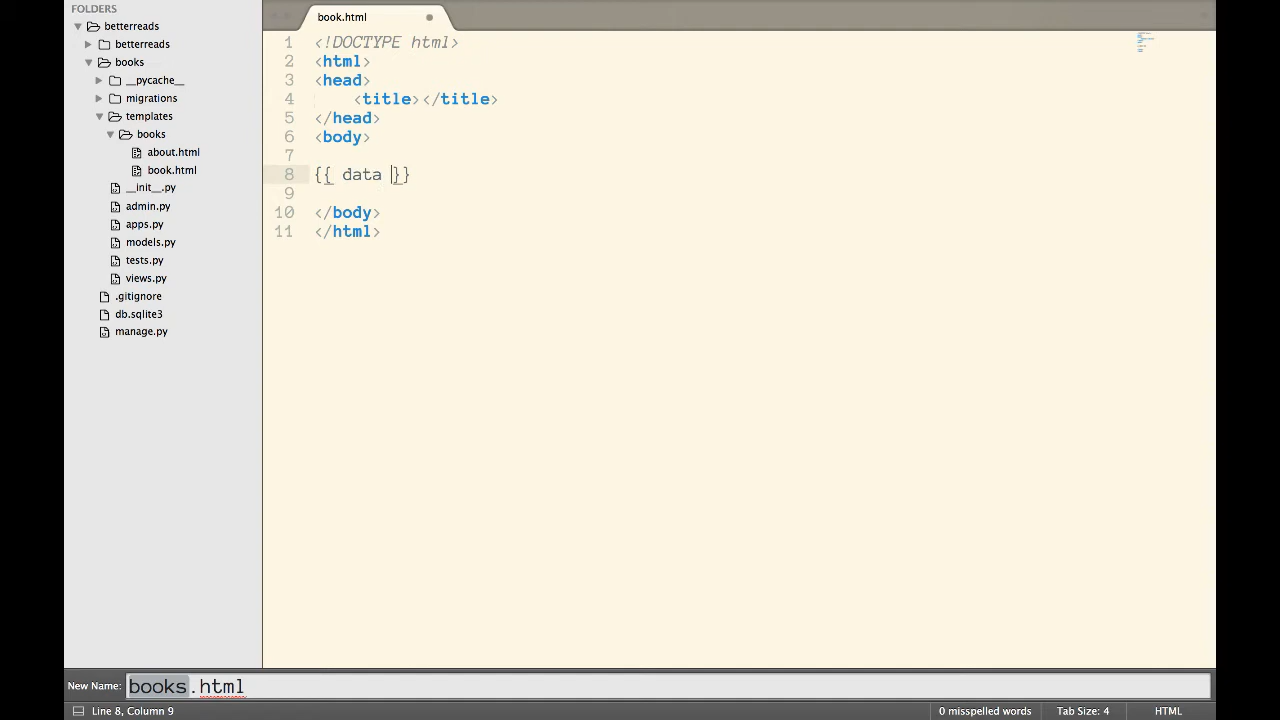 FOLDERS
betterreads
betterreads
books
__pycache__
migrations
templates
books
about.html
book.html
__init__.py
admin.py
apps.py
models.py
tests.py
views.py
.gitignore
db.sqlite3
manage.py
book.html
1 <!DOCTYPE html>
2 <html>
3 <head>
4 <title></title>
5 </head>
6 <body>
7
8 {{ data }}
9
10 </body>
11 </html>
New Name: books.html
Line 8, Column 9
0 misspelled words
Tab Size: 4
HTML